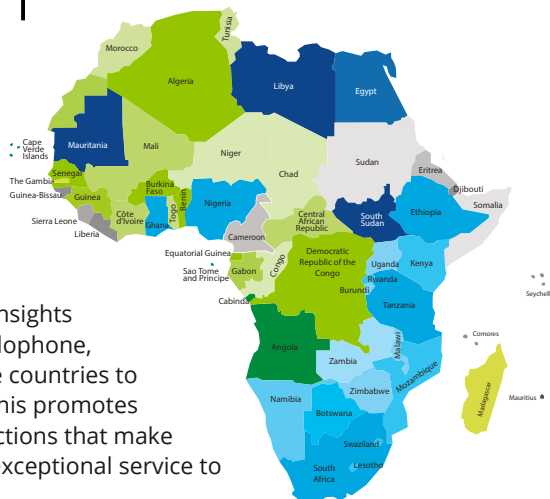 Tunisia
Morocco
Algeria
Libya
Egypt
Cape
Verde
Islands
Mauritania
Mali
Niger
Chad
Sudan
Eritrea
Djibouti
Somalia
Senegal
The Gambia
Guinea-Bissau
Guinea
Sierra Leone
Liberia
Côte
d'Ivoire
Burkina
Faso
Ghana
Togo
Benin
Nigeria
Cameroon
Central
African
Republic
South
Sudan
Ethiopia
Equatorial Guinea
Sao Tome
and Principe
Gabon
Congo
Democratic
Republic of the
Congo
Uganda
Kenya
Rwanda
Burundi
Tanzania
Cabinda
Angola
Zambia
Malawi
Mozambique
Zimbabwe
Namibia
Botswana
Swaziland
Lesotho
South
Africa
Madagascar
Comores
Mauritius
Seychell
nsights
lophone,
e countries to
his promotes
ctions that make
exceptional service to